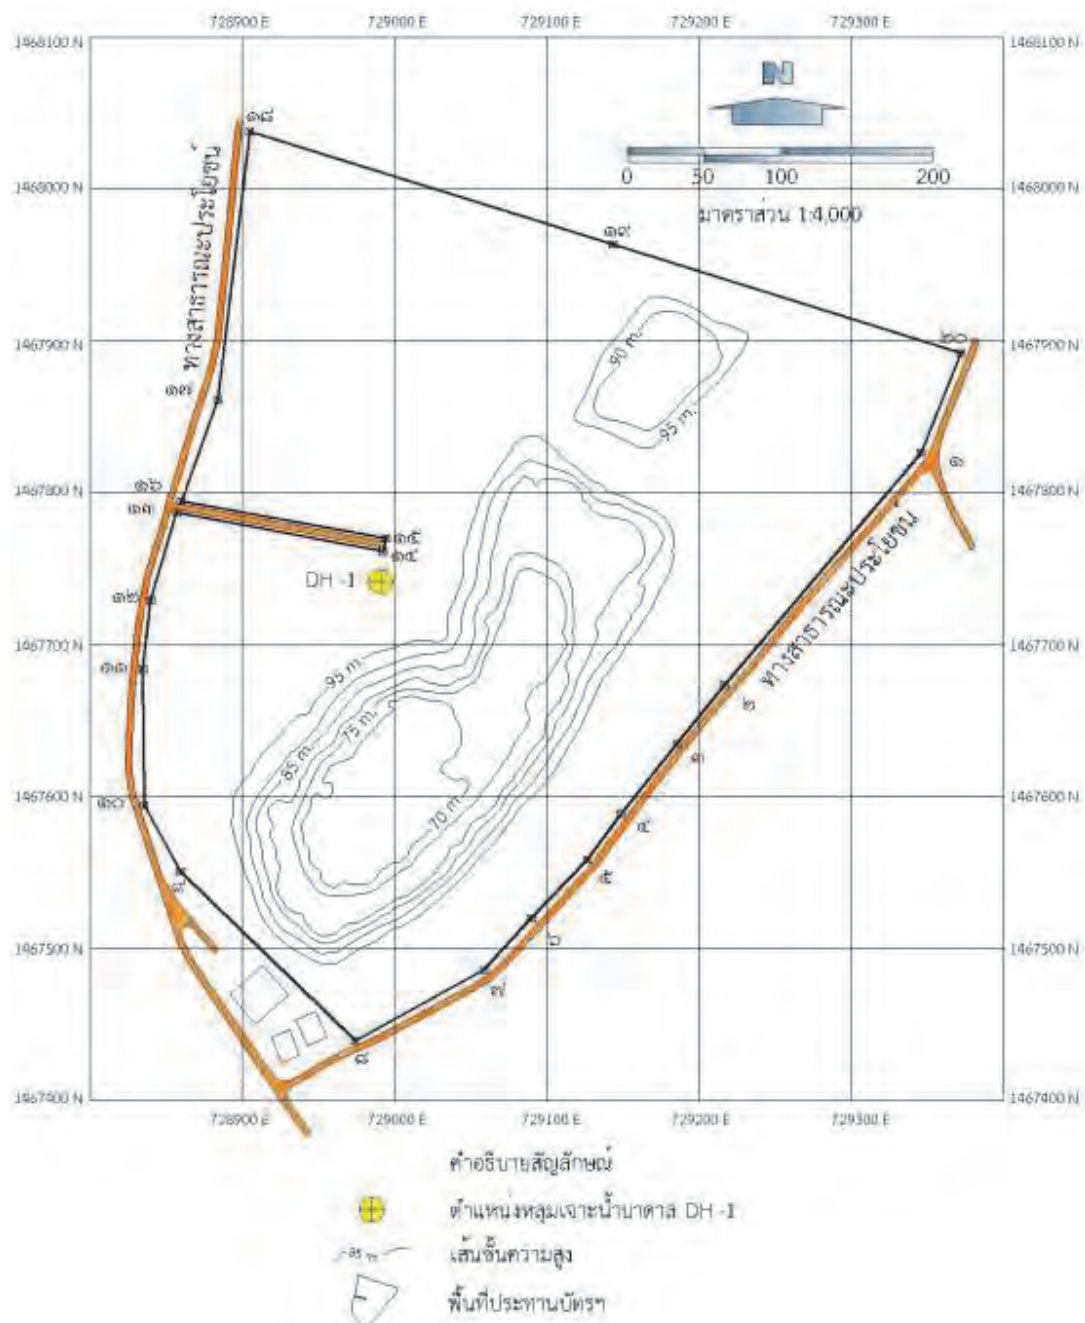 728900 E 729000 E 729100 E 729200 E 729300 E
1468100 N 1468100 N
N
๑๘
0 50 100 200
1468000 N 1468000 N
มาตราส่วน 1:4,000
ทางสาธารณะประโยชน์
๑๙
1467900 N 1467900 N
๒๐
90 m.
๑๗
95 m.
๑
1467800 N 1467800 N
๑๖
๑๓
๑๕
๑๔
DH -1
ทางสาธารณะประโยชน์
๑๒
1467700 N 1467700 N
๑๑
95 m.
๒
75 m.
85 m.
๓
1467600 N 1467600 N
๑๐
70 m.
๔
๕
๙
๖
1467500 N 1467500 N
๗
๘
1467400 N 1467400 N
728900 E 729000 E 729100 E 729200 E 729300 E
คำอธิบายสัญลักษณ์
ตำแหน่งหลุมเจาะน้ำบาดาล DH -1
เส้นชั้นความสูง
พื้นที่ประทานบัตรฯ